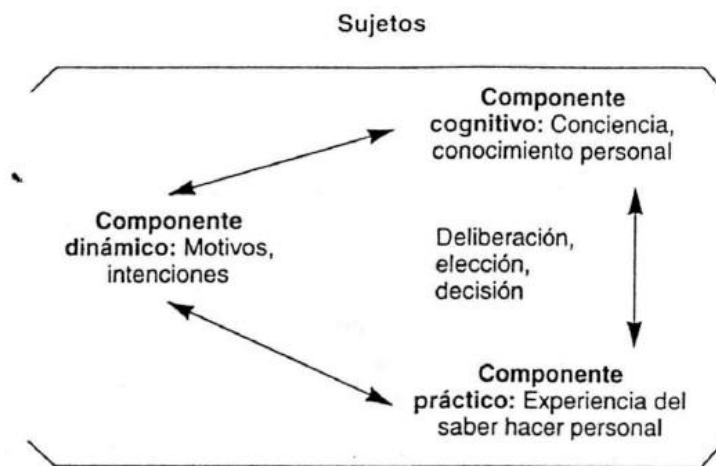 Sujetos
Componente
cognitivo: Conciencia,
conocimiento personal
Componente
dinámico: Motivos,
intenciones
Deliberación,
elección,
decisión
Componente
práctico: Experiencia del
saber hacer personal